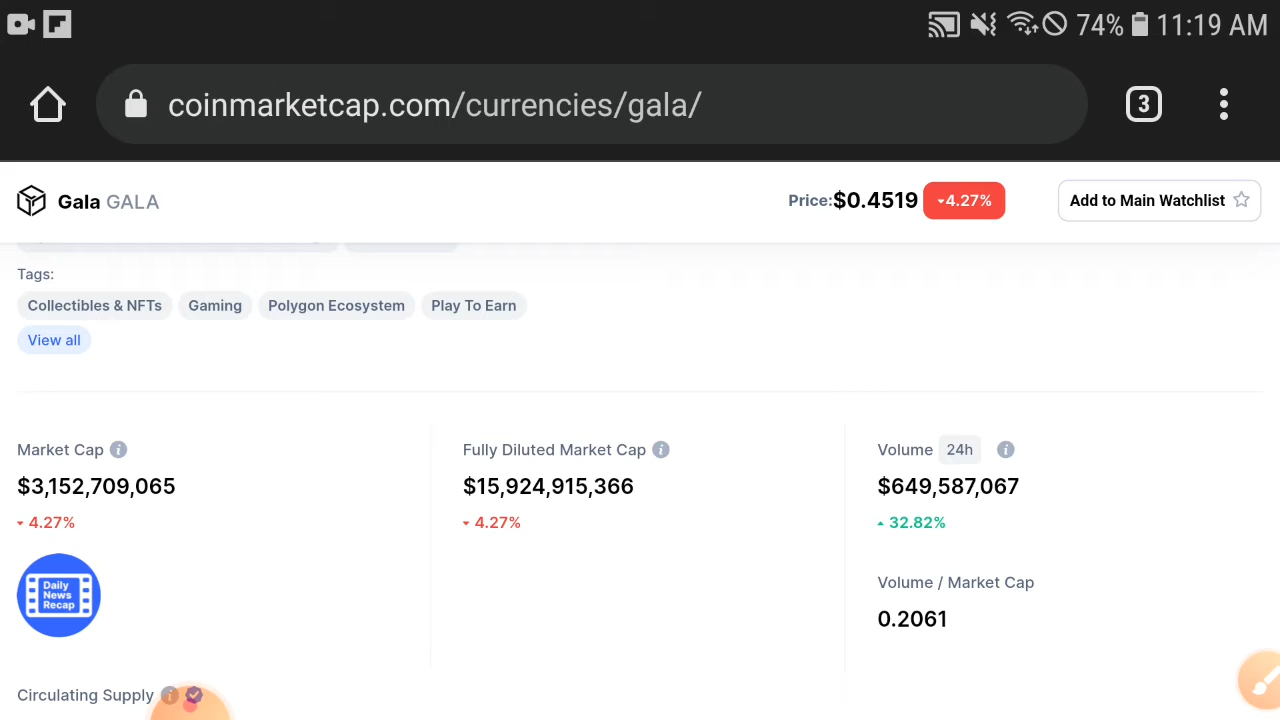 74% 11:19 AM
coinmarketcap.com/currencies/gala/
3
Gala GALA
Price:$0.4519 4.27%
Add to Main Watchlist
Tags:
Collectibles & NFTs Gaming Polygon Ecosystem Play To Earn
View all
Market Cap
$3,152,709,065
4.27%
Fully Diluted Market Cap
$15,924,915,366
4.27%
Volume 24h
$649,587,067
32.82%
Volume / Market Cap
0.2061
Daily
News
Recap
Circulating Supply